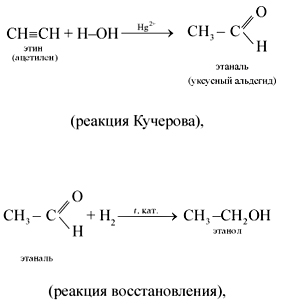 CH≡CH + H–OH Hg²⁺ → CH₃ – C O H
этин
(ацетилен)
этаналь
(уксусный альдегид)
(реакция Кучерова),
CH₃ – C O H + H₂ t, кат. → CH₃ –CH₂OH
этаналь
этанол
(реакция восстановления),